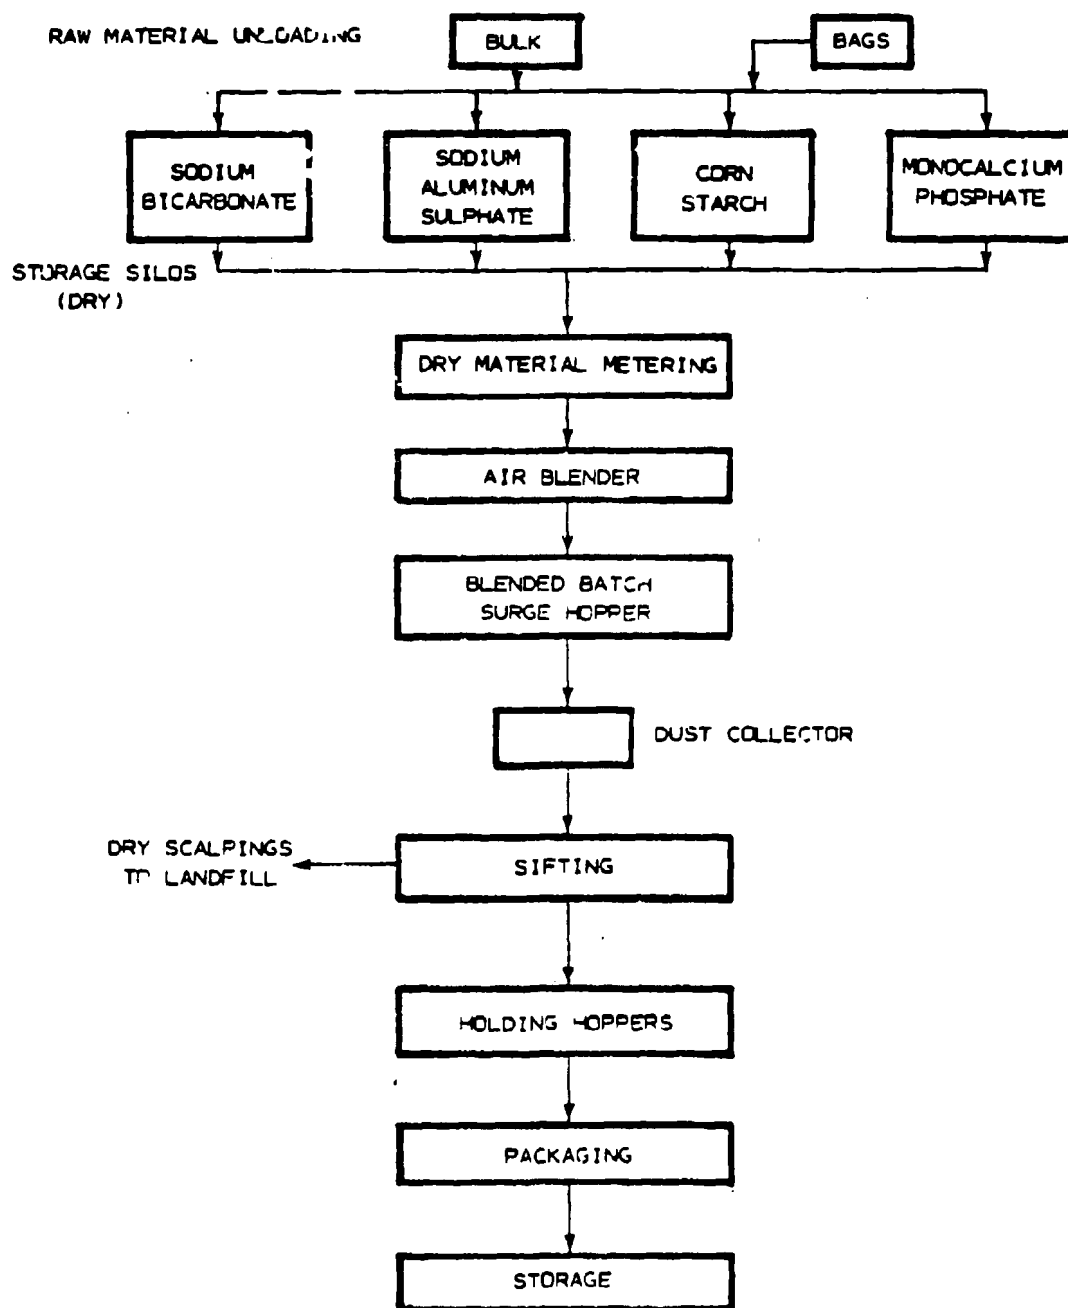 RAW MATERIAL UNLOADING
BULK
BAGS
SODIUM
BICARBONATE
SODIUM
ALUMINUM
SULPHATE
CORN
STARCH
MONOCALCIUM
PHOSPHATE
STORAGE SILOS
(DRY)
DRY MATERIAL METERING
AIR BLENDER
BLENDED BATCH
SURGE HOPPER
DUST COLLECTOR
DRY SCALPINGS
TO LANDFILL
SIFTING
HOLDING HOPPERS
PACKAGING
STORAGE